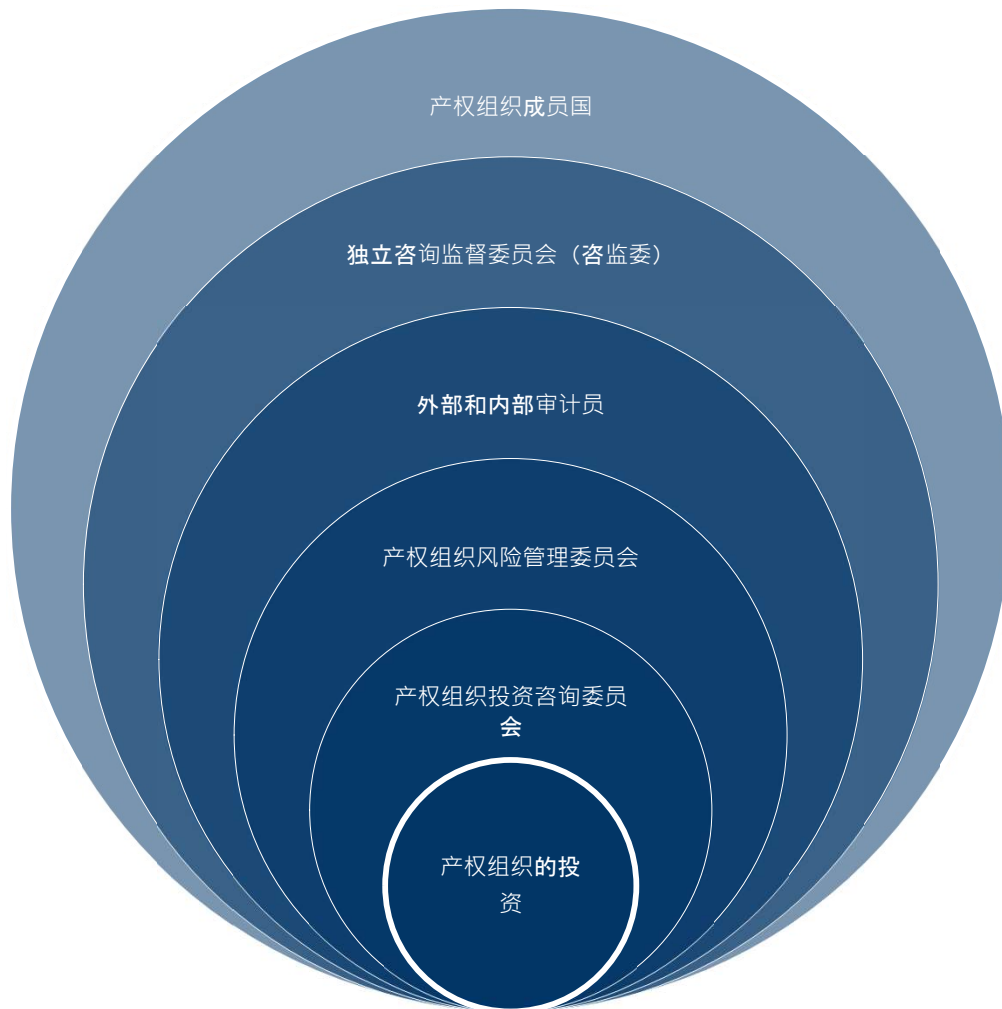 产权组织成员国
独立咨询监督委员会（咨监委）
外部和内部审计员
产权组织风险管理委员会
产权组织投资咨询委员
会
产权组织的投
资